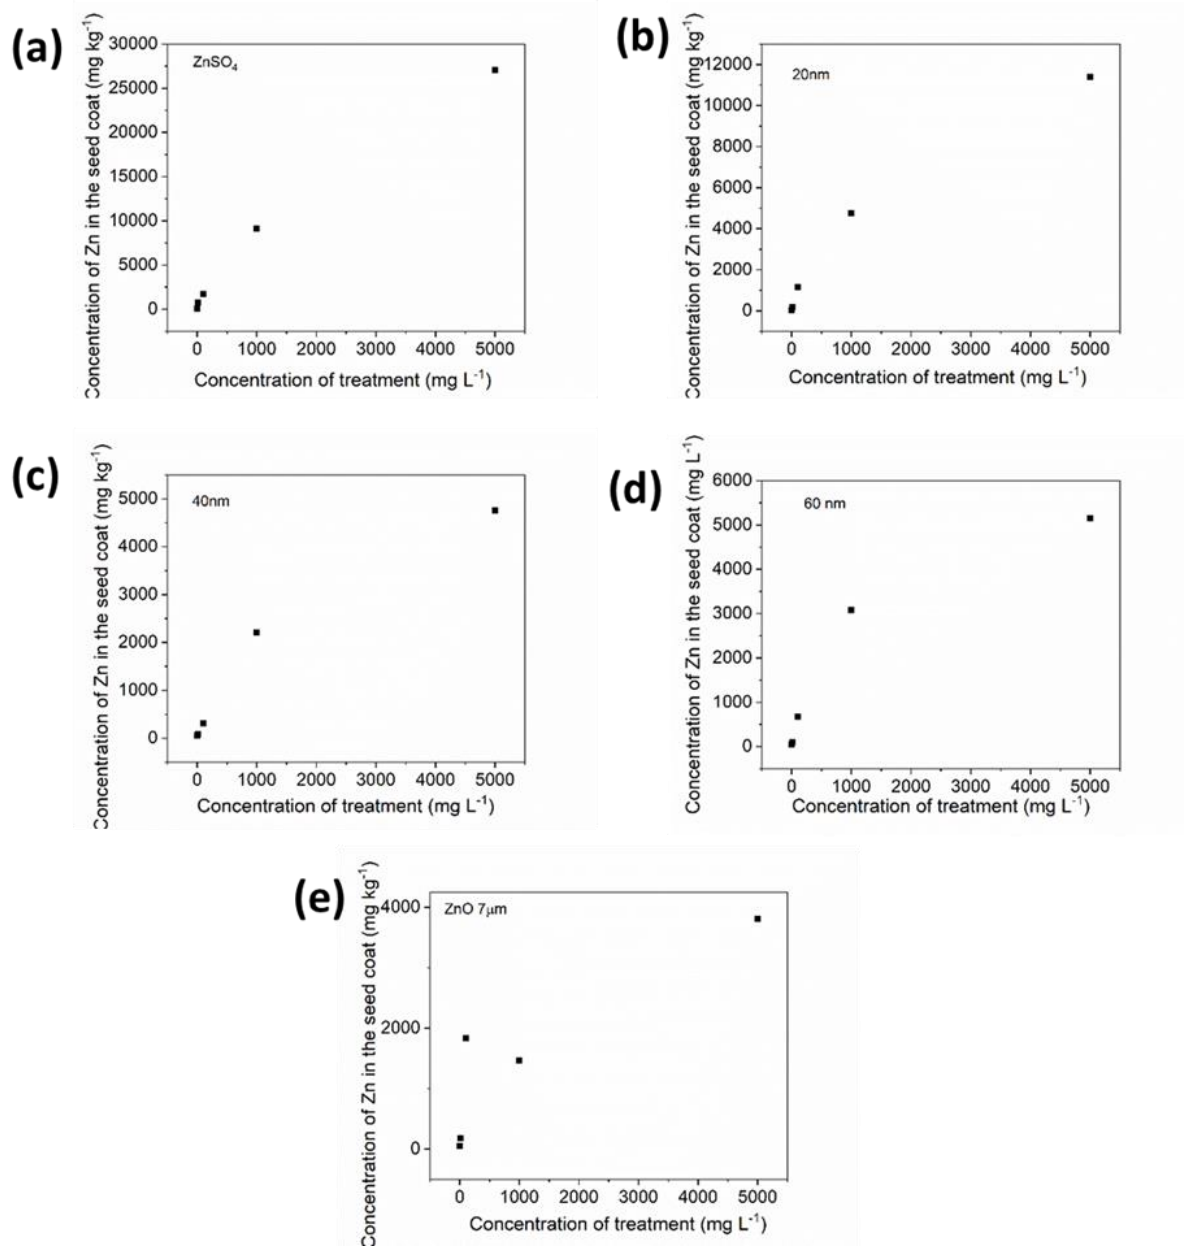 (a)
Concentration of Zn in the seed coat (mg kg⁻¹)
30000
25000
20000
15000
10000
5000
0
ZnSO₄
0 1000 2000 3000 4000 5000
Concentration of treatment (mg L⁻¹)
(b)
Concentration of Zn in the seed coat (mg kg⁻¹)
12000
10000
8000
6000
4000
2000
0
20nm
0 1000 2000 3000 4000 5000
Concentration of treatment (mg L⁻¹)
(c)
Concentration of Zn in the seed coat (mg kg⁻¹)
5000
4000
3000
2000
1000
0
40nm
0 1000 2000 3000 4000 5000
Concentration of treatment (mg L⁻¹)
(d)
Concentration of Zn in the seed coat (mg L⁻¹)
6000
5000
4000
3000
2000
1000
0
60 nm
0 1000 2000 3000 4000 5000
Concentration of treatment (mg L⁻¹)
(e)
Concentration of Zn in the seed coat (mg kg⁻¹)
4000
2000
0
ZnO 7μm
0 1000 2000 3000 4000 5000
Concentration of treatment (mg L⁻¹)